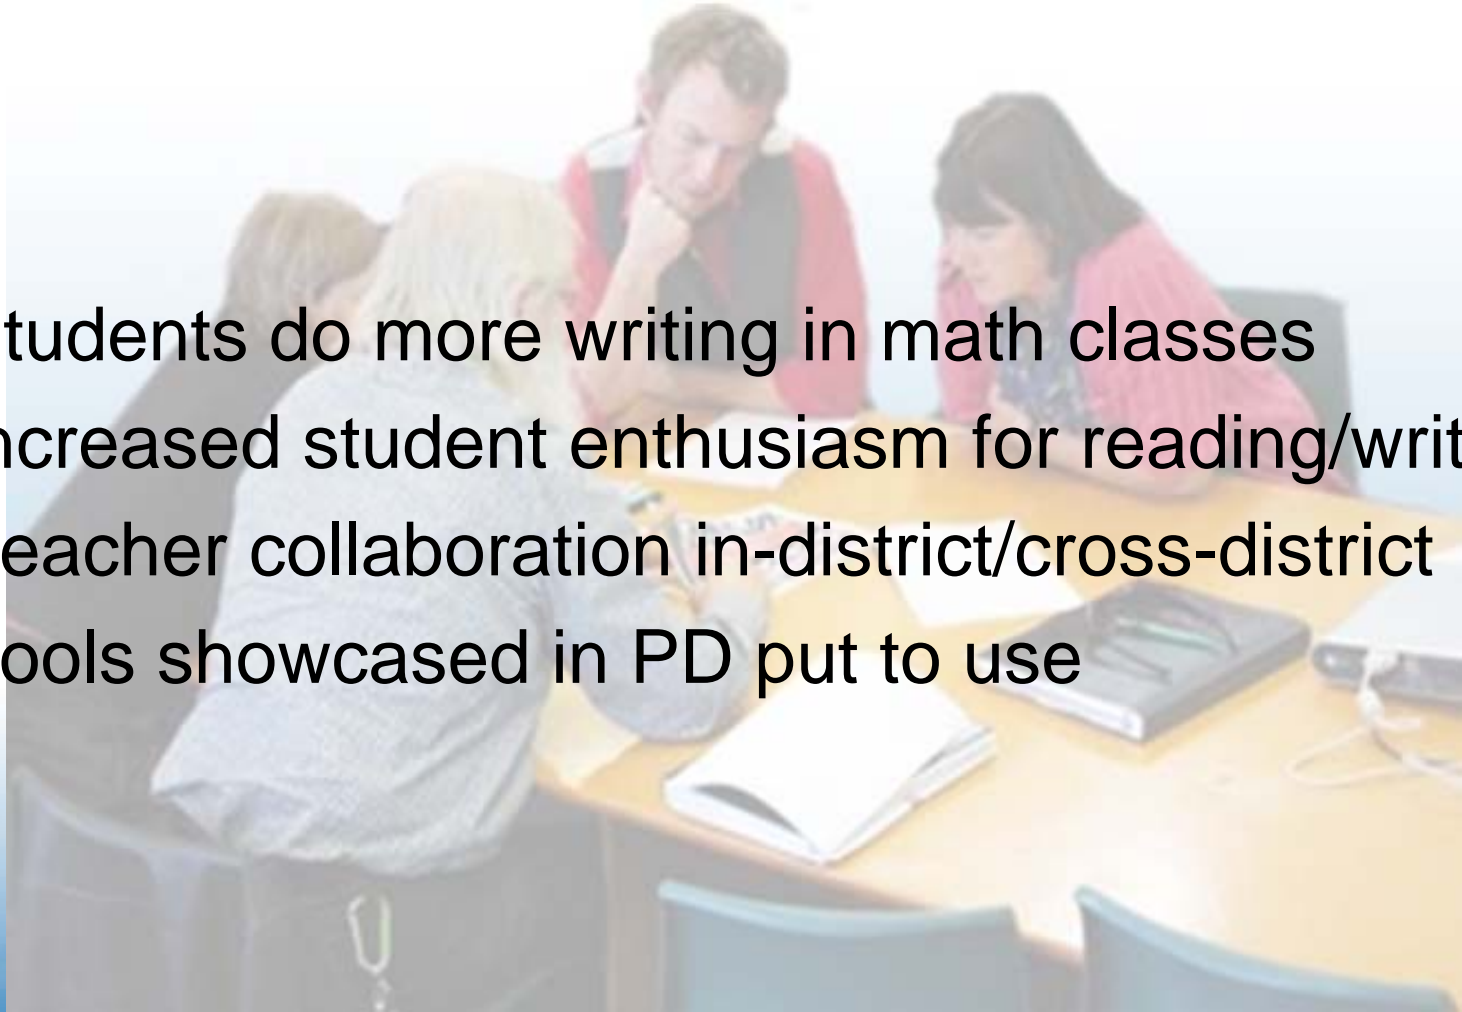 tudents do more writing in math classes
ncreased student enthusiasm for reading/writ
eacher collaboration in-district/cross-district
ools showcased in PD put to use